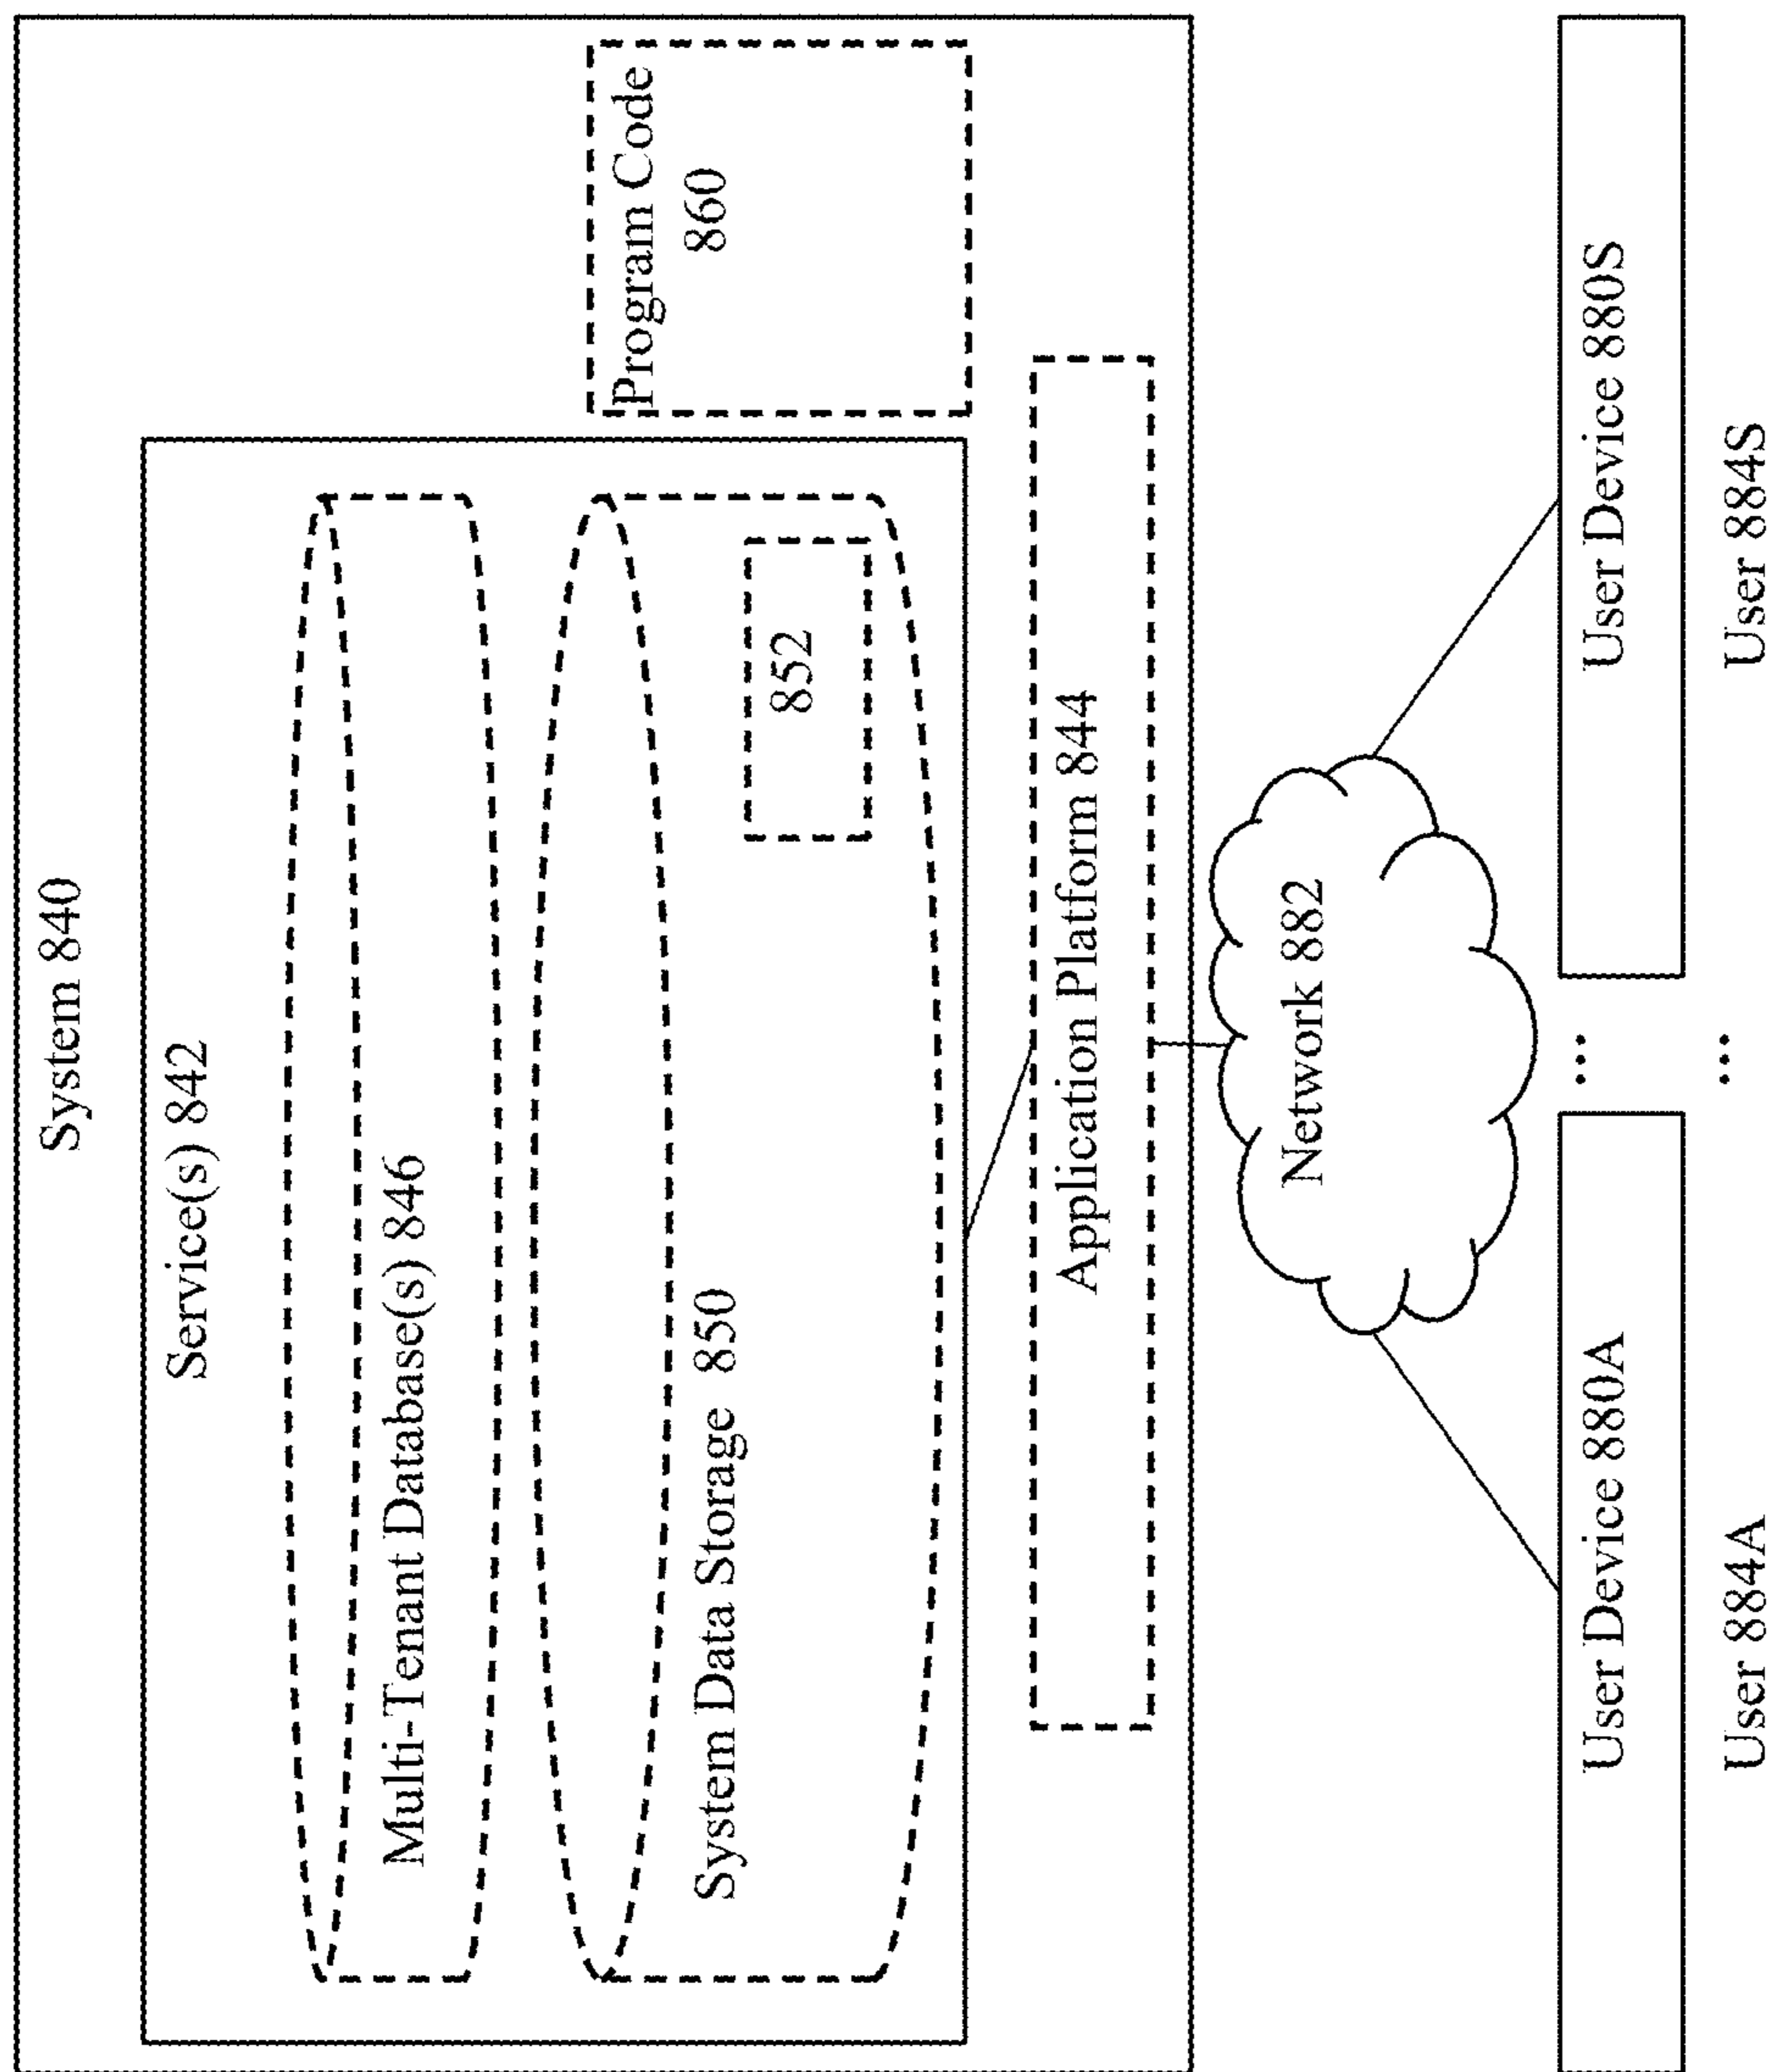 System 840
Service(s) 842
Multi-Tenant Database(s) 846
System Data Storage 850
852
Program Code
860
Application Platform 844
Network 882
User Device 880A
...
User Device 880S
User 884A
...
User 884S